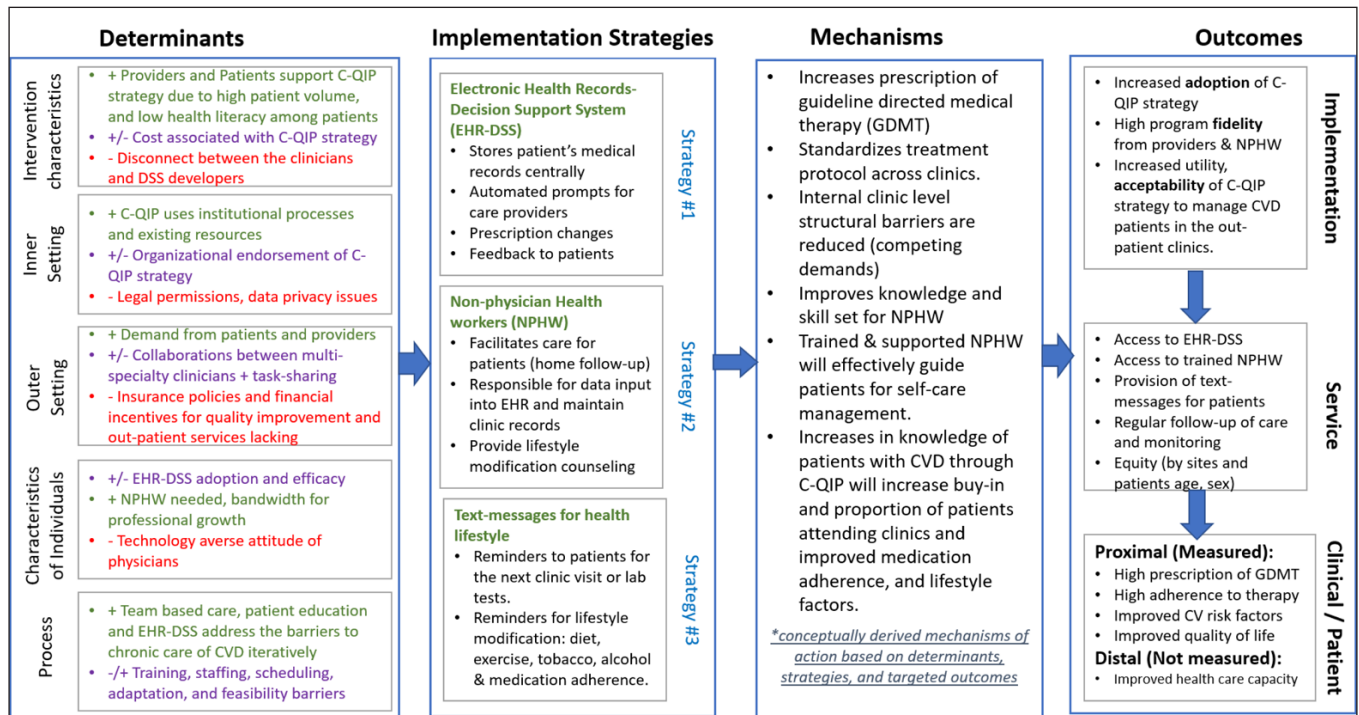 Determinants
Implementation Strategies
Mechanisms
Outcomes
Intervention
characteristics
• + Providers and Patients support C-QIP
strategy due to high patient volume,
and low health literacy among patients
• +/- Cost associated with C-QIP strategy
• - Disconnect between the clinicians
and DSS developers
Inner
Setting
• + C-QIP uses institutional processes
and existing resources
• +/- Organizational endorsement of C-
QIP strategy
• - Legal permissions, data privacy issues
Outer
Setting
• + Demand from patients and providers
• +/- Collaborations between multi-
specialty clinicians + task-sharing
• - Insurance policies and financial
incentives for quality improvement and
out-patient services lacking
Characteristics
of Individuals
• +/- EHR-DSS adoption and efficacy
• + NPHW needed, bandwidth for
professional growth
• - Technology averse attitude of
physicians
Process
• + Team based care, patient education
and EHR-DSS address the barriers to
chronic care of CVD iteratively
• -/+ Training, staffing, scheduling,
adaptation, and feasibility barriers
Electronic Health Records-
Decision Support System
(EHR-DSS)
• Stores patient's medical
records centrally
• Automated prompts for
care providers
• Prescription changes
• Feedback to patients
Strategy #1
Non-physician Health
workers (NPHW)
• Facilitates care for
patients (home follow-up)
• Responsible for data input
into EHR and maintain
clinic records
• Provide lifestyle
modification counseling
Strategy #2
Text-messages for health
lifestyle
• Reminders to patients for
the next clinic visit or lab
tests.
• Reminders for lifestyle
modification: diet,
exercise, tobacco, alcohol
& medication adherence.
Strategy #3
• Increases prescription of
guideline directed medical
therapy (GDMT)
• Standardizes treatment
protocol across clinics.
• Internal clinic level
structural barriers are
reduced (competing
demands)
• Improves knowledge and
skill set for NPHW
• Trained & supported NPHW
will effectively guide
patients for self-care
management.
• Increases in knowledge of
patients with CVD through
C-QIP will increase buy-in
and proportion of patients
attending clinics and
improved medication
adherence, and lifestyle
factors.
*conceptually derived mechanisms of
action based on determinants,
strategies, and targeted outcomes
• Increased adoption of C-
QIP strategy
• High program fidelity
from providers & NPHW
• Increased utility,
acceptability of C-QIP
strategy to manage CVD
patients in the out-
patient clinics.
Implementation
• Access to EHR-DSS
• Access to trained NPHW
• Provision of text-
messages for patients
• Regular follow-up of care
and monitoring
• Equity (by sites and
patients age, sex)
Service
Proximal (Measured):
• High prescription of GDMT
• High adherence to therapy
• Improved CV risk factors
• Improved quality of life
Distal (Not measured):
• Improved health care capacity
Clinical / Patient